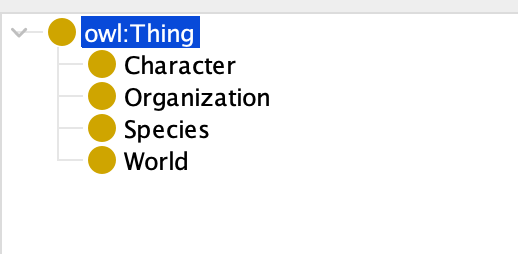 owl:Thing
Character
Organization
Species
World